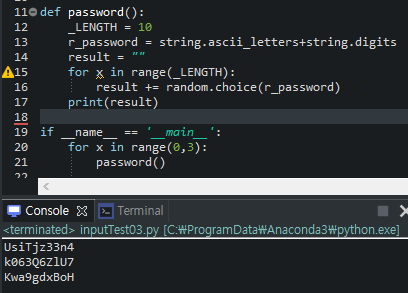 11 def password():
12     _LENGTH = 10
13     r_password = string.ascii_letters+string.digits
14     result = ""
15     for x in range(_LENGTH):
16         result += random.choice(r_password)
17     print(result)
18
19 if __name__ == '__main__':
20     for x in range(0,3):
21         password()
Console Terminal
<terminated> inputTest03.py [C:₩ProgramData₩Anaconda3₩python.exe]
UsiTjz33n4
k063Q6ZlU7
Kwa9gdxBoH